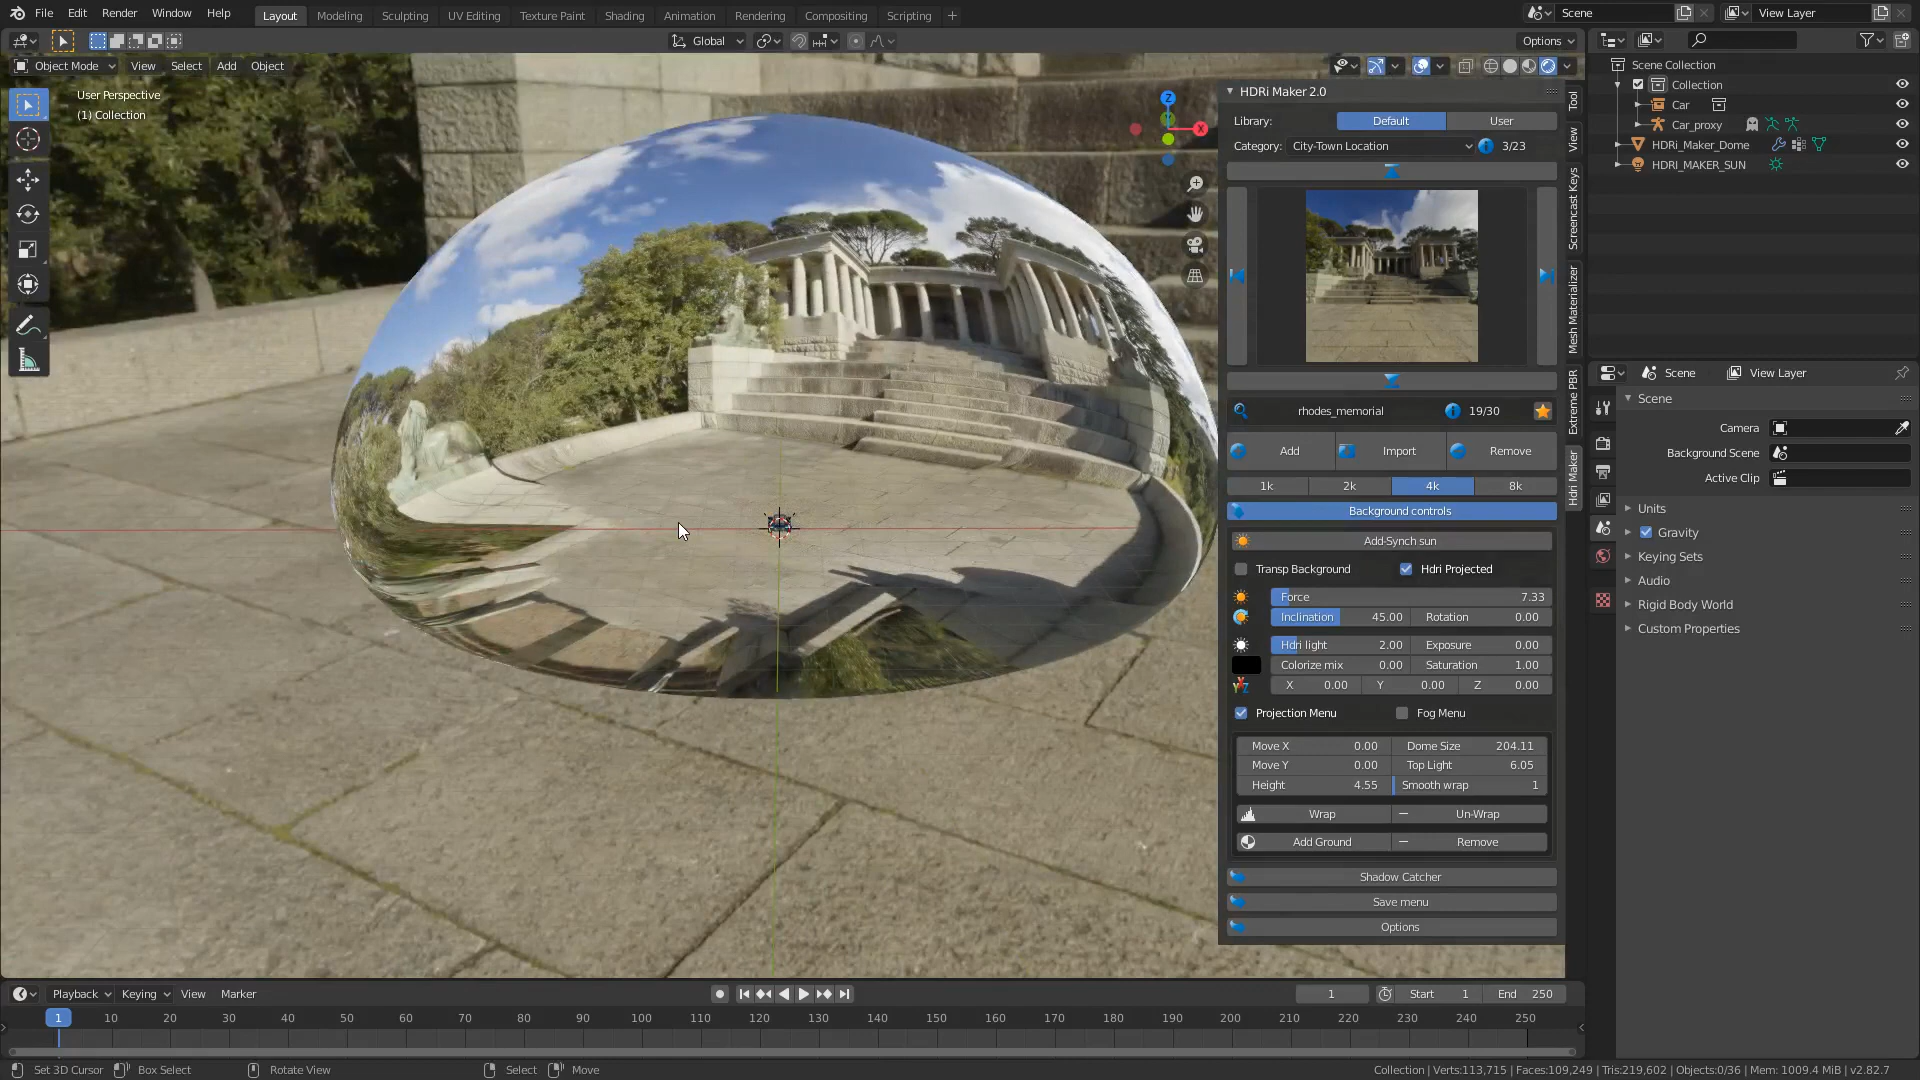 File Edit Render Window Help
Layout Modeling Sculpting UV Editing Texture Paint Shading Animation Rendering Compositing Scripting +
Scene
View Layer
Global
Options
Object Mode View Select Add Object
User Perspective
(1) Collection
Z
X
HDRi Maker 2.0
Library: Default User
Category: City-Town Location 3/23
rhodes_memorial 19/30
Add Import Remove
1k 2k 4k 8k
Background controls
Add-Synch sun
Transp Background Hdri Projected
Force 7.33
Inclination 45.00 Rotation 0.00
Hdri light 2.00 Exposure 0.00
Colorize mix 0.00 Saturation 1.00
X 0.00 Y 0.00 Z 0.00
Projection Menu Fog Menu
Move X 0.00 Dome Size 204.11
Move Y 0.00 Top Light 6.05
Height 4.55 Smooth wrap 1
Wrap Un-Wrap
Add Ground Remove
Shadow Catcher
Save menu
Options
Tool
View
Screencast Keys
Mesh Materializer
Extreme PBR
Hdri Maker
Scene Collection
Collection
Car
Car_proxy
HDRi_Maker_Dome
HDRI_MAKER_SUN
Scene View Layer
Scene
Camera
Background Scene
Active Clip
Units
Gravity
Keying Sets
Audio
Rigid Body World
Custom Properties
Playback Keying View Marker
1 Start 1 End 250
1 10 20 30 40 50 60 70 80 90 100 110 120 130 140 150 160 170 180 190 200 210 220 230 240 250
Set 3D Cursor Box Select Rotate View Select Move
Collection | Verts:113,715 | Faces:109,249 | Tris:219,602 | Objects:0/36 | Mem: 1009.4 MiB | v2.82.7